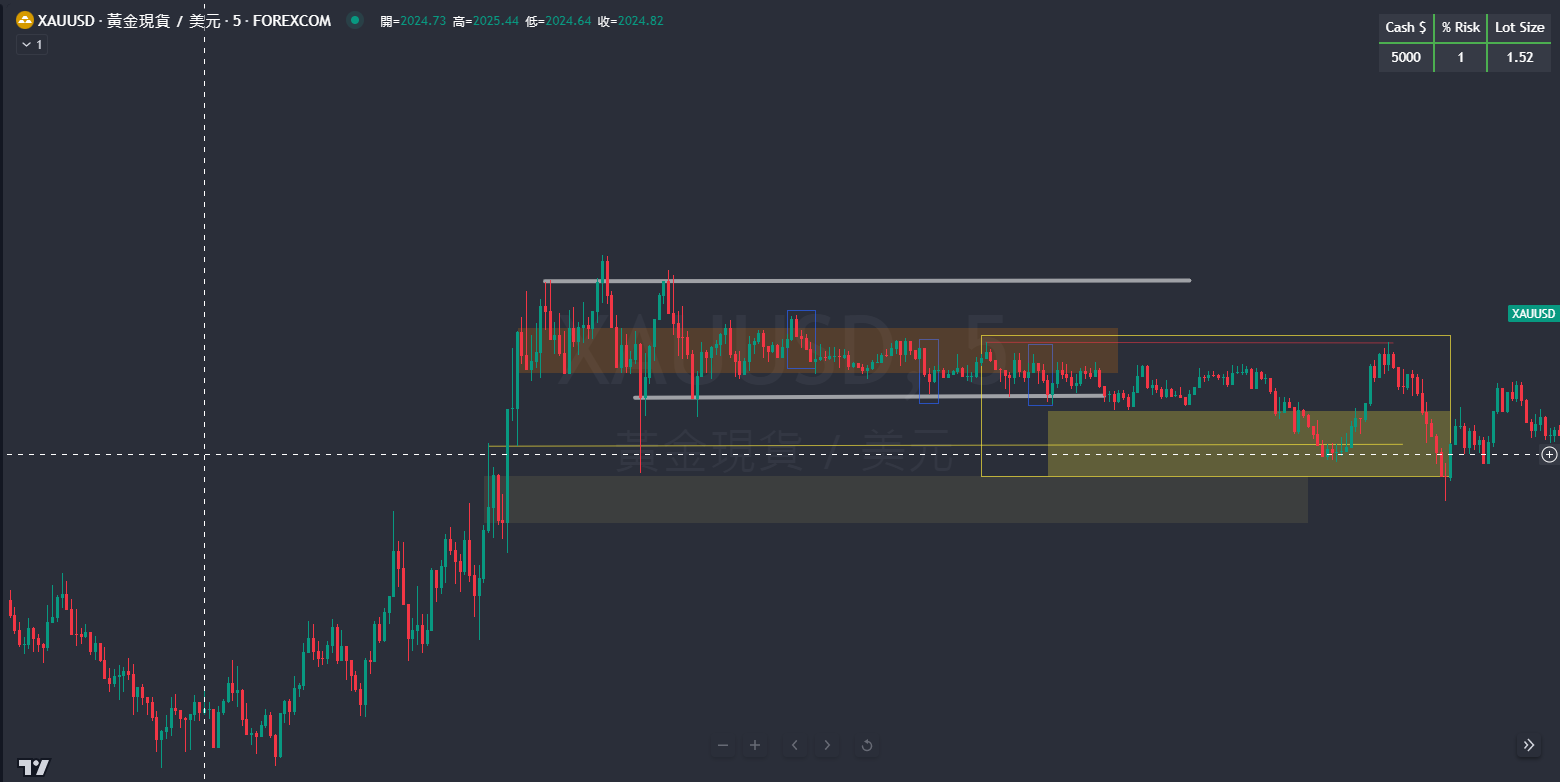 XAUUSD · 黃金現貨 / 美元 · 5 · FOREXCOM 開=2024.73 高=2025.44 低=2024.64 收=2024.82
1
Cash $ % Risk Lot Size
5000 1 1.52
XAUUSD, 5
黃金現貨 / 美元
XAUUSD